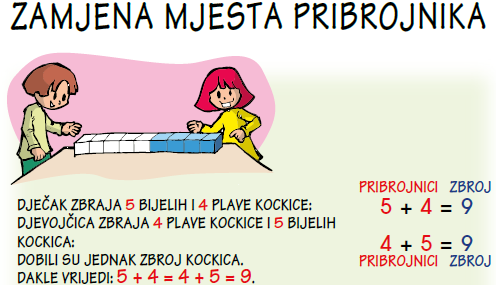 ZAMJENA MJESTA PRIBROJNIKA
DJEČAK ZBRAJA 5 BIJELIH I 4 PLAVE KOCKICE:
DJEVOJČICA ZBRAJA 4 PLAVE KOCKICE I 5 BIJELIH
KOCKICA:
DOBILI SU JEDNAK ZBROJ KOCKICA.
DAKLE VRIJEDI: 5 + 4 = 4 + 5 = 9.
PRIBROJNICI ZBROJ
5 + 4 = 9
4 + 5 = 9
PRIBROJNICI ZBROJ